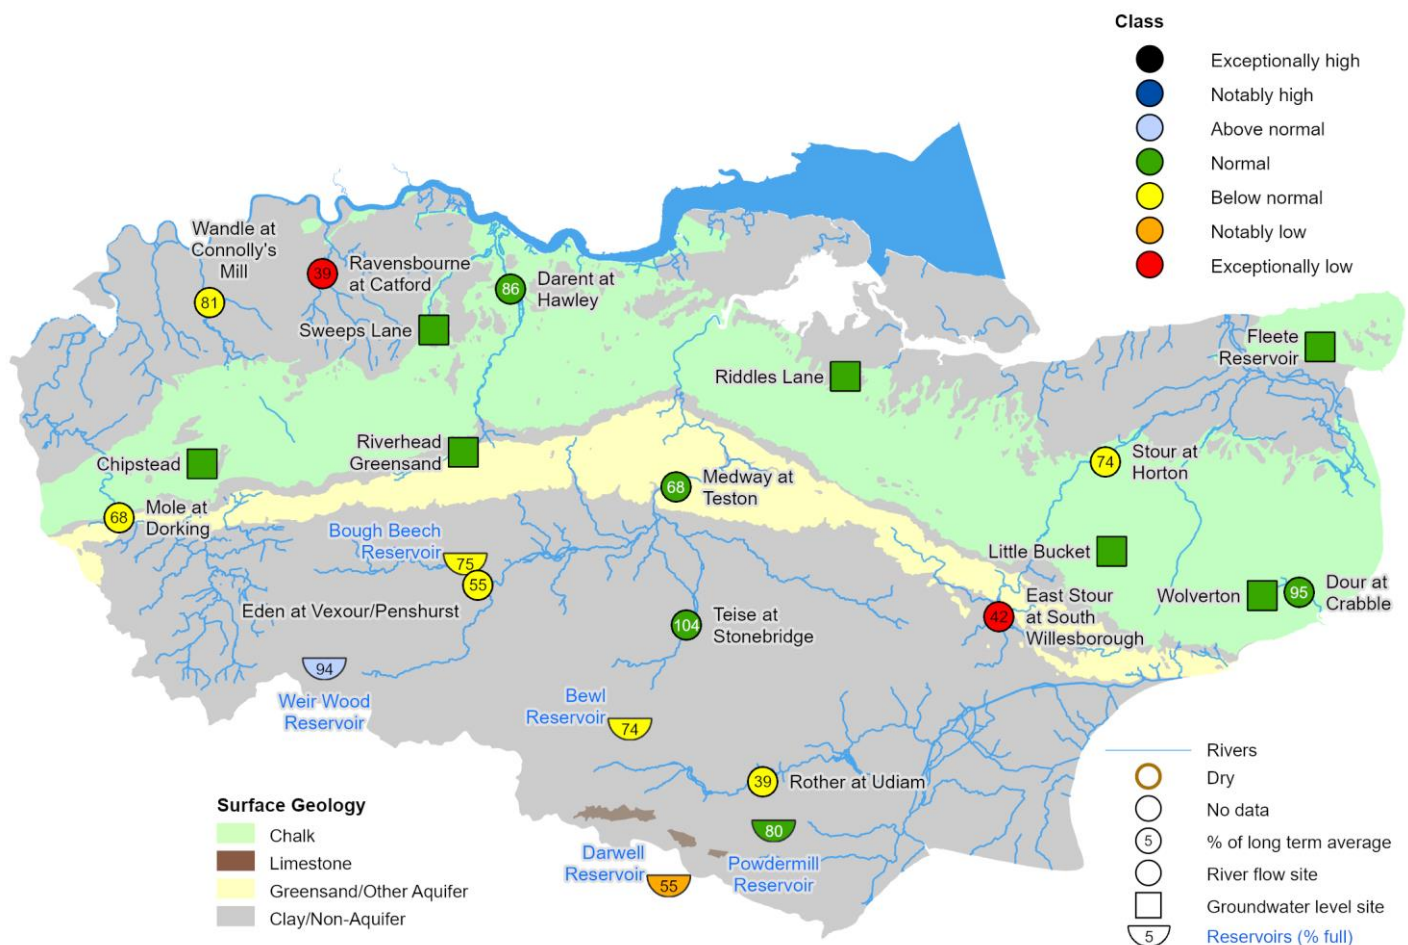 Class
Exceptionally high
Notably high
Above normal
Normal
Below normal
Notably low
Exceptionally low
Wandle at
Connolly's
Mill
81
39
Ravensbourne
at Catford
86
Darent at
Hawley
Sweeps Lane
Riddles Lane
Fleete
Reservoir
Chipstead
Riverhead
Greensand
68
Mole at
Dorking
68
Medway at
Teston
74
Stour at
Horton
Bough Beech
Reservoir
75
55
Eden at Vexour/Penshurst
Little Bucket
Wolverton
95
Dour at
Crabble
104
Teise at
Stonebridge
42
East Stour
at South
Willesborough
94
Weir Wood
Reservoir
Bewl
Reservoir
74
39
Rother at Udiam
80
Powdermill
Reservoir
Darwell
Reservoir
55
Surface Geology
Chalk
Limestone
Greensand/Other Aquifer
Clay/Non-Aquifer
Rivers
Dry
No data
5
% of long term average
River flow site
Groundwater level site
5
Reservoirs (% full)